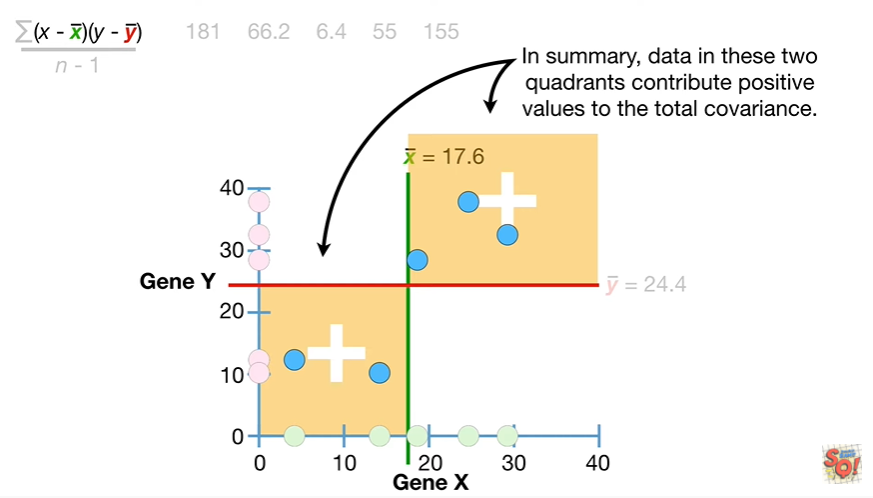 ∑(x - x̅)(y - y̅)
n - 1
181 66.2 6.4 55 155
In summary, data in these two
quadrants contribute positive
values to the total covariance.
x̅ = 17.6
40
30
Gene Y
y̅ = 24.4
20
10
0
0 10 20 30 40
Gene X
SQ!